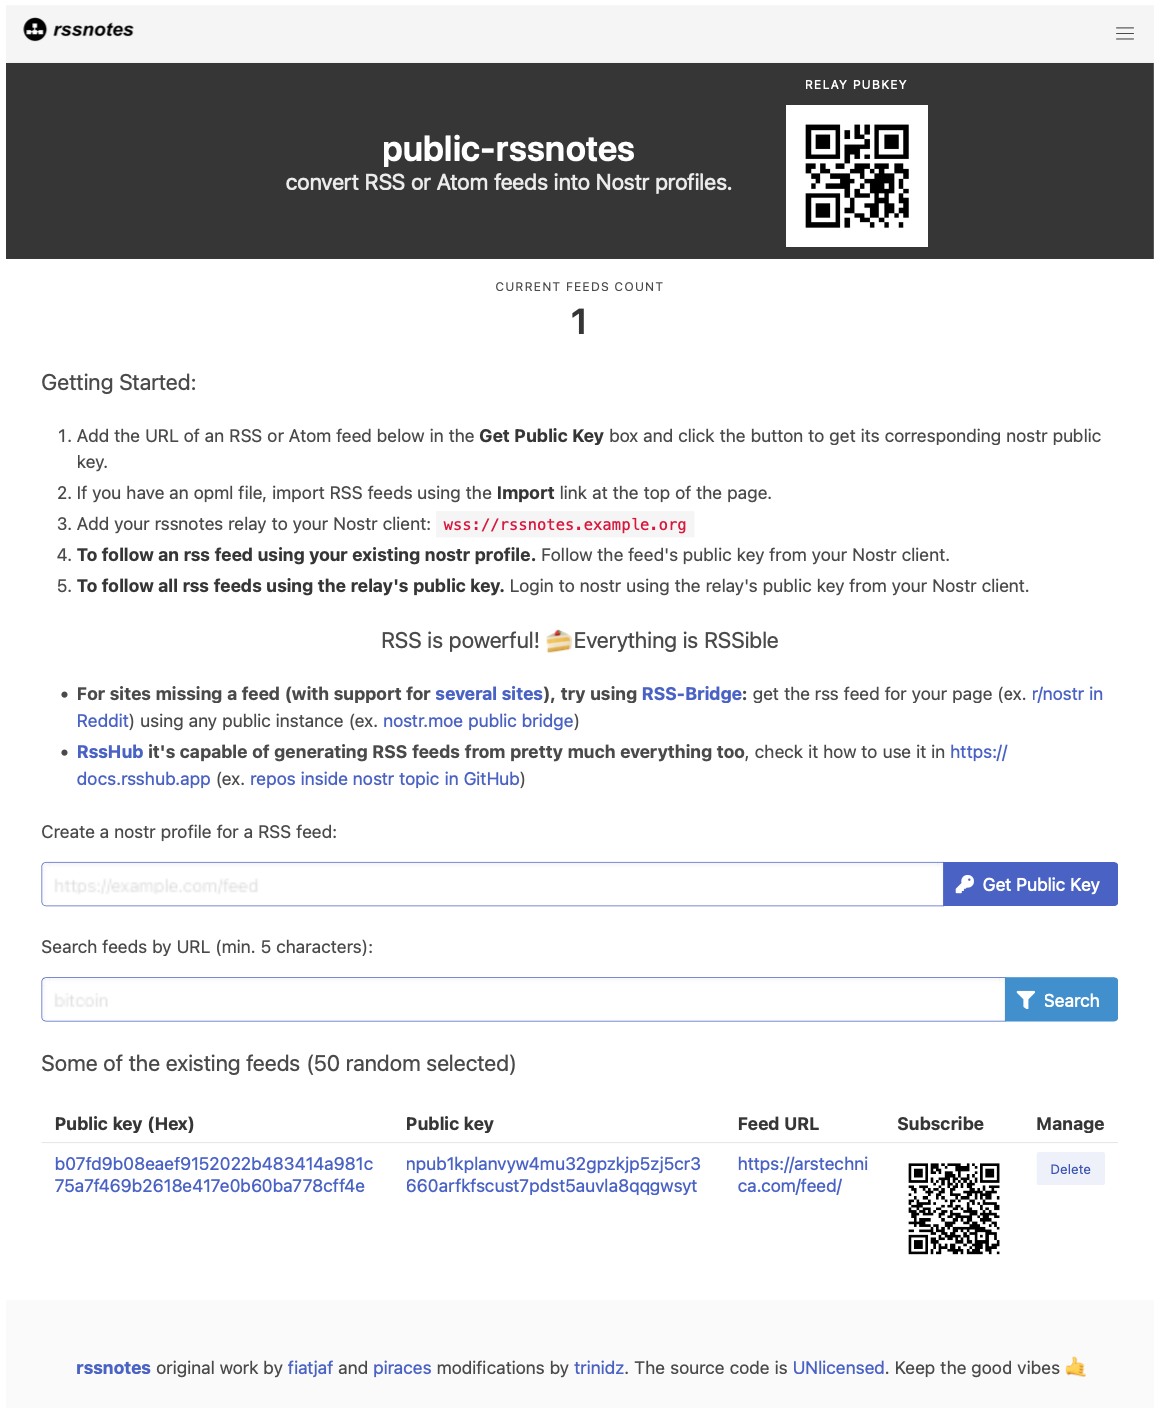 rssnotes
RELAY PUBKEY
public-rssnotes
convert RSS or Atom feeds into Nostr profiles.
CURRENT FEEDS COUNT
1
Getting Started:
1. Add the URL of an RSS or Atom feed below in the Get Public Key box and click the button to get its corresponding nostr public
key.
2. If you have an opml file, import RSS feeds using the Import link at the top of the page.
3. Add your rssnotes relay to your Nostr client: wss://rssnotes.example.org
4. To follow an rss feed using your existing nostr profile. Follow the feed's public key from your Nostr client.
5. To follow all rss feeds using the relay's public key. Login to nostr using the relay's public key from your Nostr client.
RSS is powerful! 🍰Everything is RSSible
• For sites missing a feed (with support for several sites), try using RSS-Bridge: get the rss feed for your page (ex. r/nostr in
Reddit) using any public instance (ex. nostr.moe public bridge)
• RssHub it's capable of generating RSS feeds from pretty much everything too, check it how to use it in https://
docs.rsshub.app (ex. repos inside nostr topic in GitHub)
Create a nostr profile for a RSS feed:
https://example.com/feed Get Public Key
Search feeds by URL (min. 5 characters):
bitcoin Search
Some of the existing feeds (50 random selected)
Public key (Hex) Public key Feed URL Subscribe Manage
b07fd9b08eaef9152022b483414a981c npub1kplanvyw4mu32gpzkjp5zj5cr3 https://arstechni Delete
75a7f469b2618e417e0b60ba778cff4e 660arfkfscust7pdst5auvla8qqgwsyt ca.com/feed/
rssnotes original work by fiatjaf and piraces modifications by trinidz. The source code is UNlicensed. Keep the good vibes 🤙